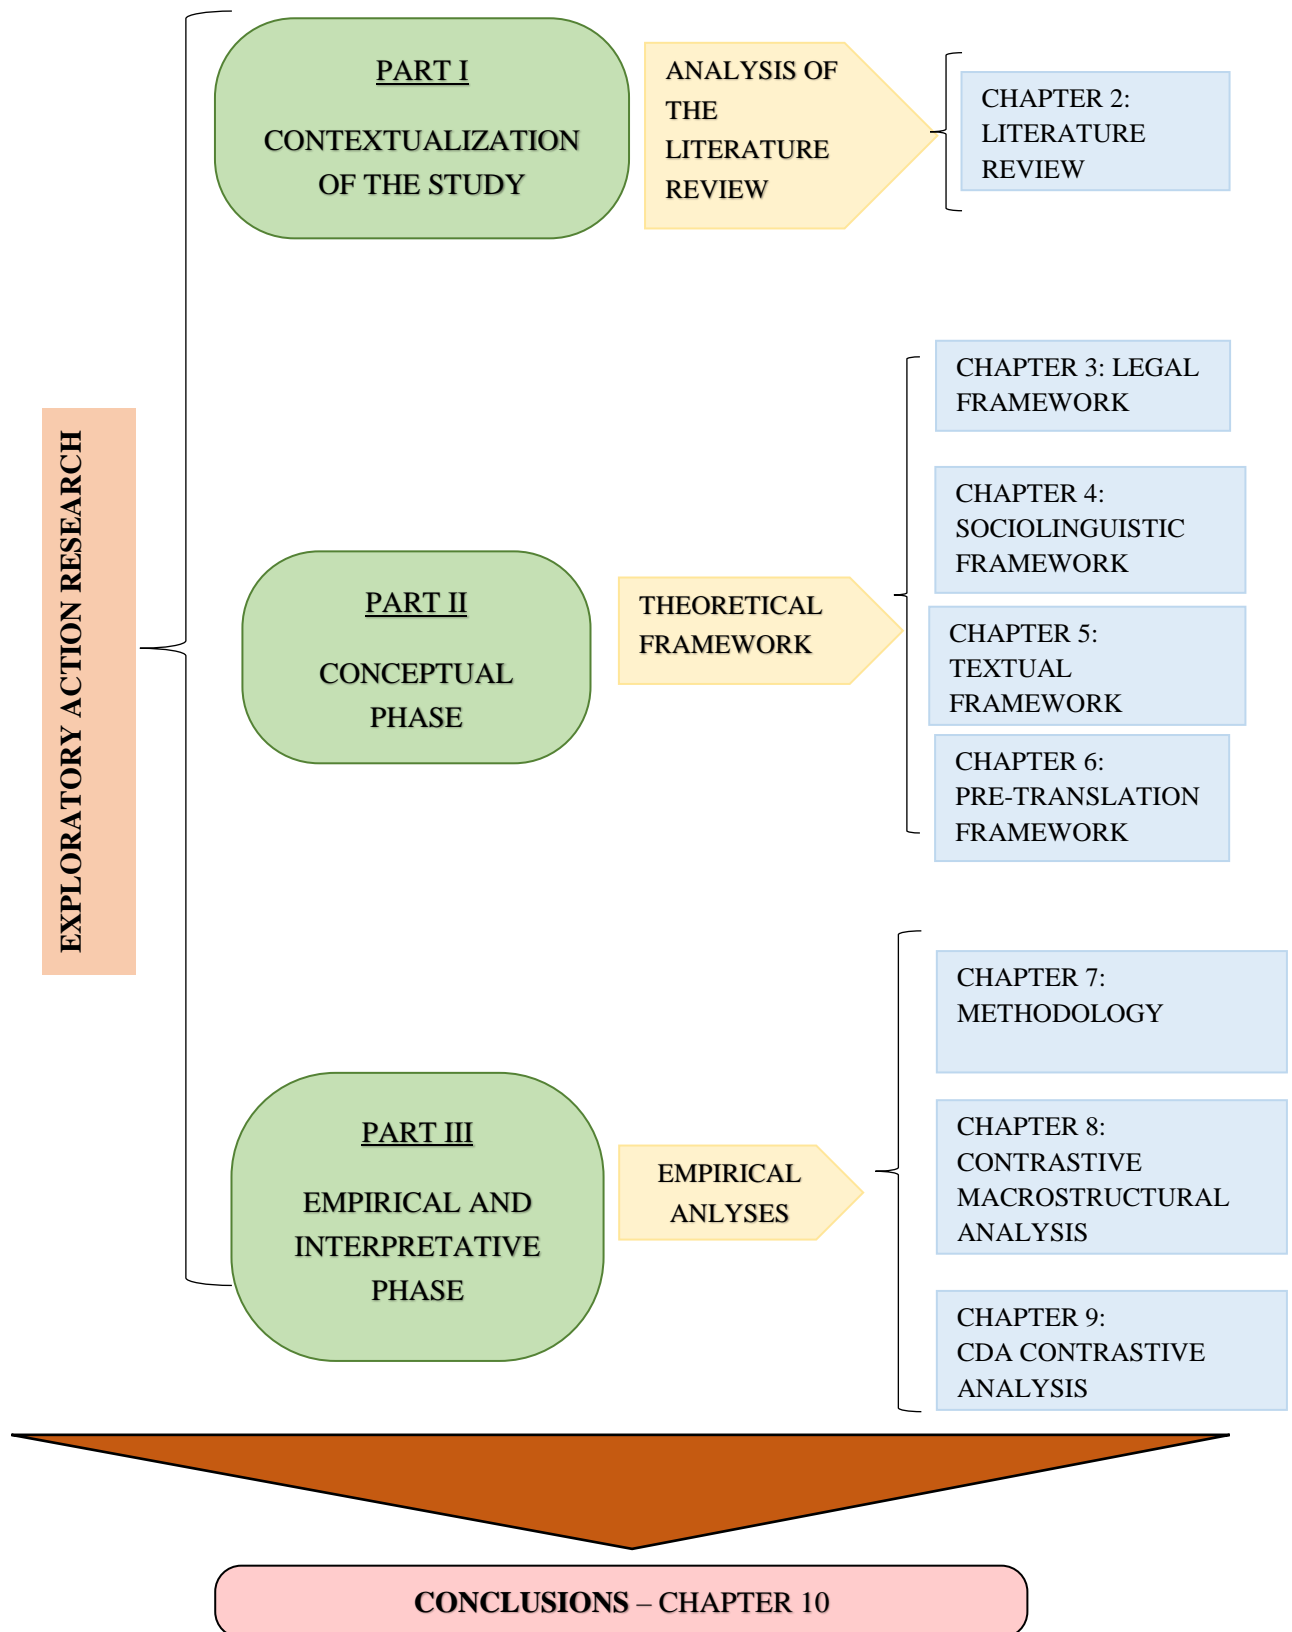 EXPLORATORY ACTION RESEARCH
PART I
CONTEXTUALIZATION
OF THE STUDY
ANALYSIS OF
THE
LITERATURE
REVIEW
CHAPTER 2:
LITERATURE
REVIEW
PART II
CONCEPTUAL
PHASE
THEORETICAL
FRAMEWORK
CHAPTER 3: LEGAL
FRAMEWORK
CHAPTER 4:
SOCIOLINGUISTIC
FRAMEWORK
CHAPTER 5:
TEXTUAL
FRAMEWORK
CHAPTER 6:
PRE-TRANSLATION
FRAMEWORK
PART III
EMPIRICAL AND
INTERPRETATIVE
PHASE
EMPIRICAL
ANLYSES
CHAPTER 7:
METHODOLOGY
CHAPTER 8:
CONTRASTIVE
MACROSTRUCTURAL
ANALYSIS
CHAPTER 9:
CDA CONTRASTIVE
ANALYSIS
CONCLUSIONS – CHAPTER 10